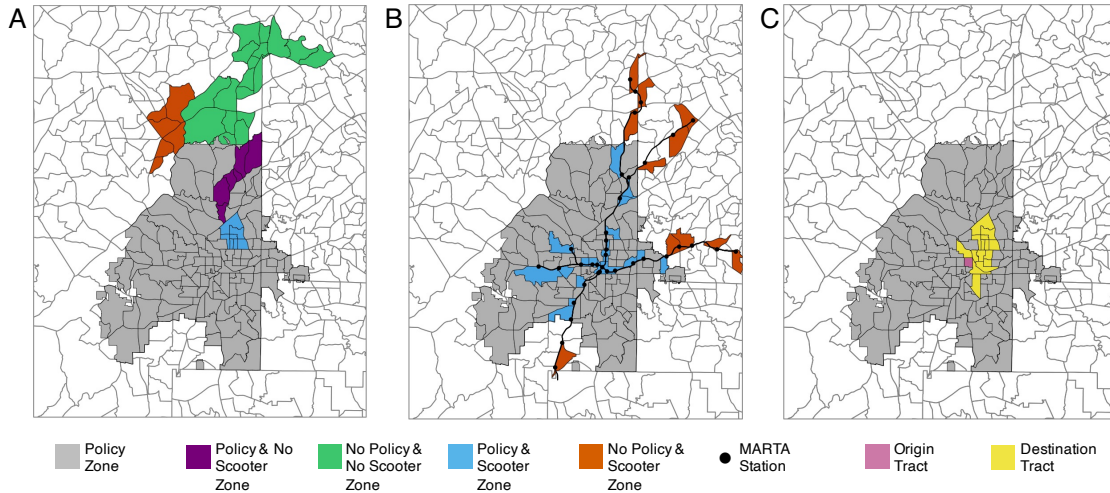 A
B
C
Policy
Zone
Policy & No
Scooter
Zone
No Policy &
No Scooter
Zone
Policy &
Scooter
Zone
No Policy &
Scooter
Zone
MARTA
Station
Origin
Tract
Destination
Tract